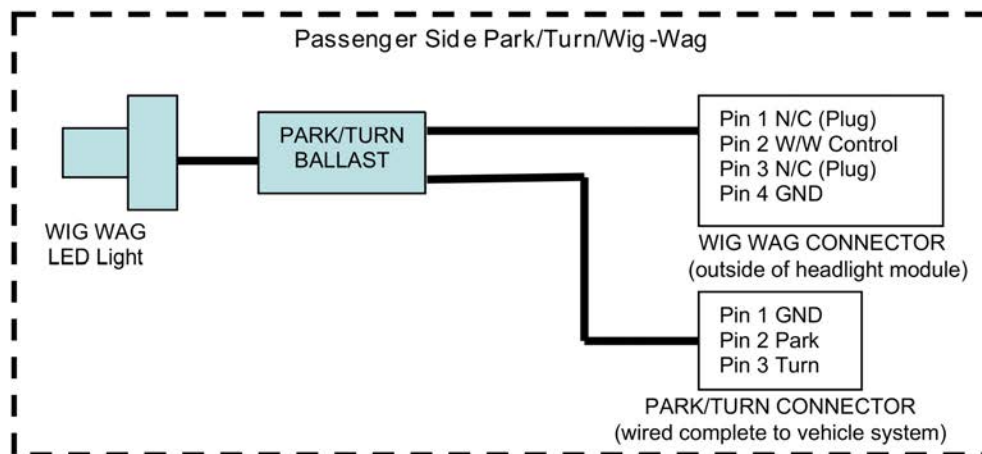 Passenger Side Park/Turn/Wig-Wag
PARK/TURN
BALLAST
WIG WAG
LED Light
Pin 1 N/C (Plug)
Pin 2 W/W Control
Pin 3 N/C (Plug)
Pin 4 GND
WIG WAG CONNECTOR
(outside of headlight module)
Pin 1 GND
Pin 2 Park
Pin 3 Turn
PARK/TURN CONNECTOR
(wired complete to vehicle system)